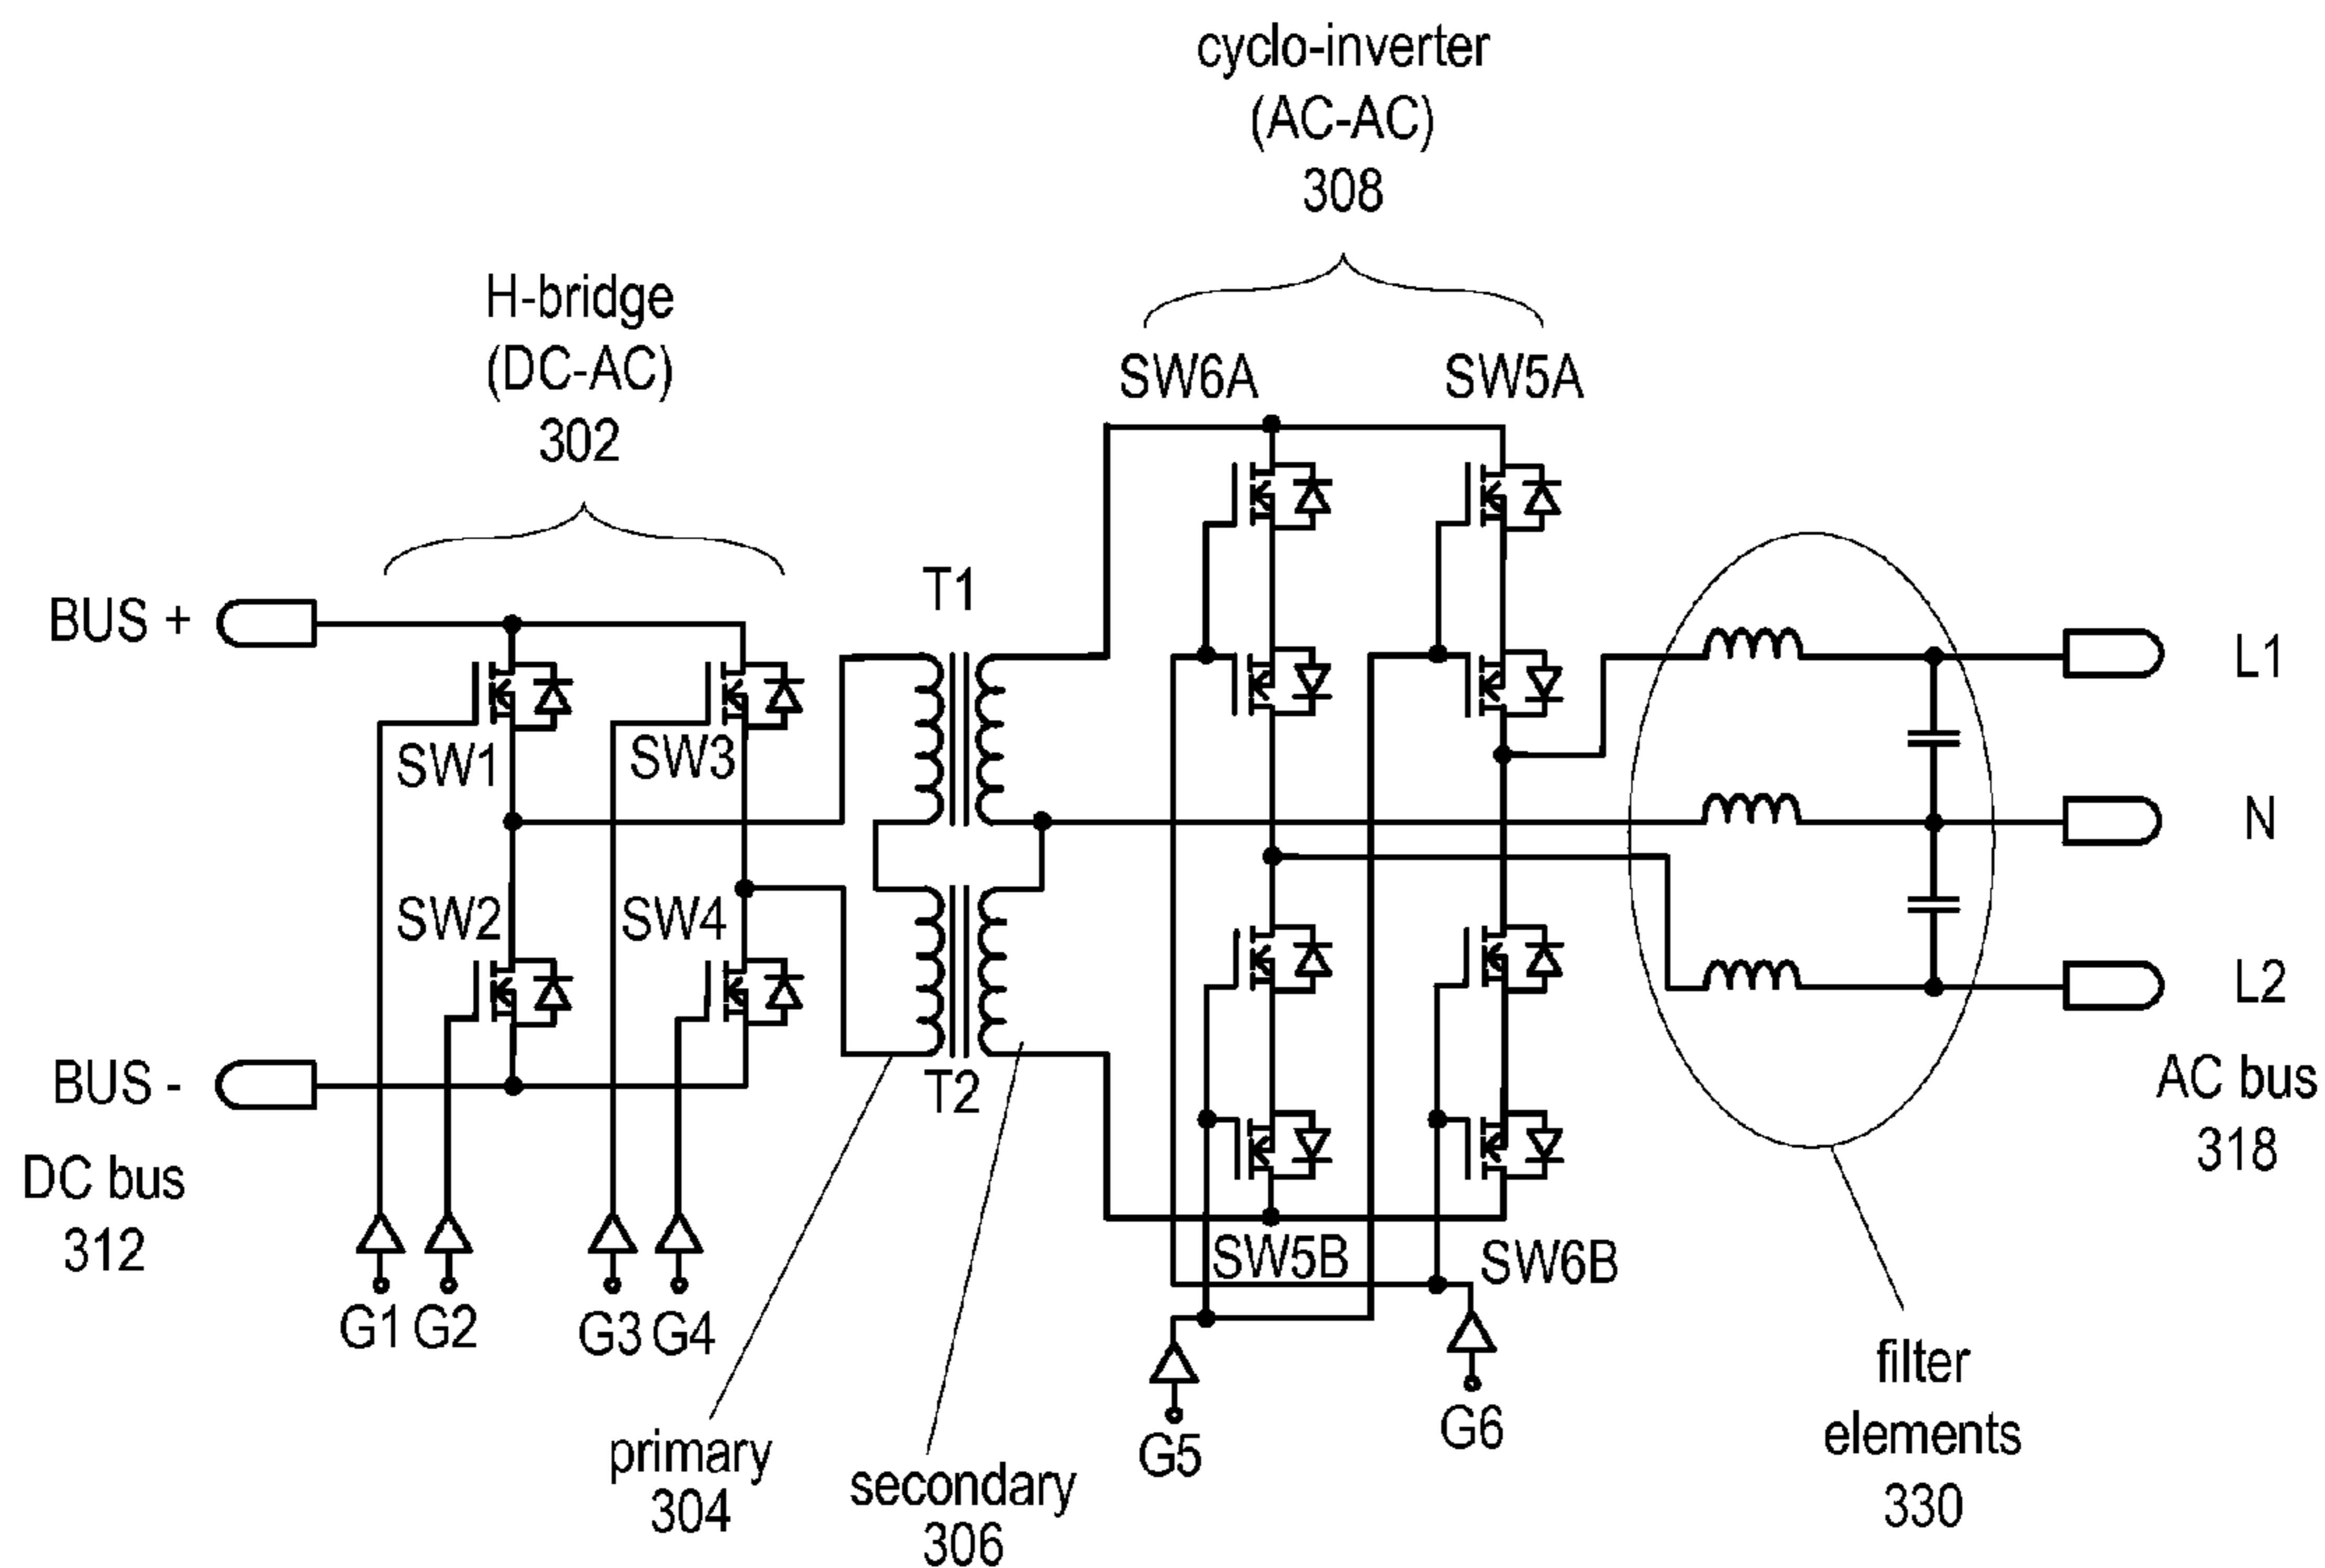 cyclo-inverter
(AC-AC)
308
H-bridge
(DC-AC)
302
SW6A
SW5A
T1
BUS +
L1
SW1
SW3
N
SW2
SW4
L2
BUS -
T2
AC bus
318
DC bus
312
SW5B
SW6B
G1
G2
G3
G4
G5
G6
filter
elements
330
primary
304
secondary
306